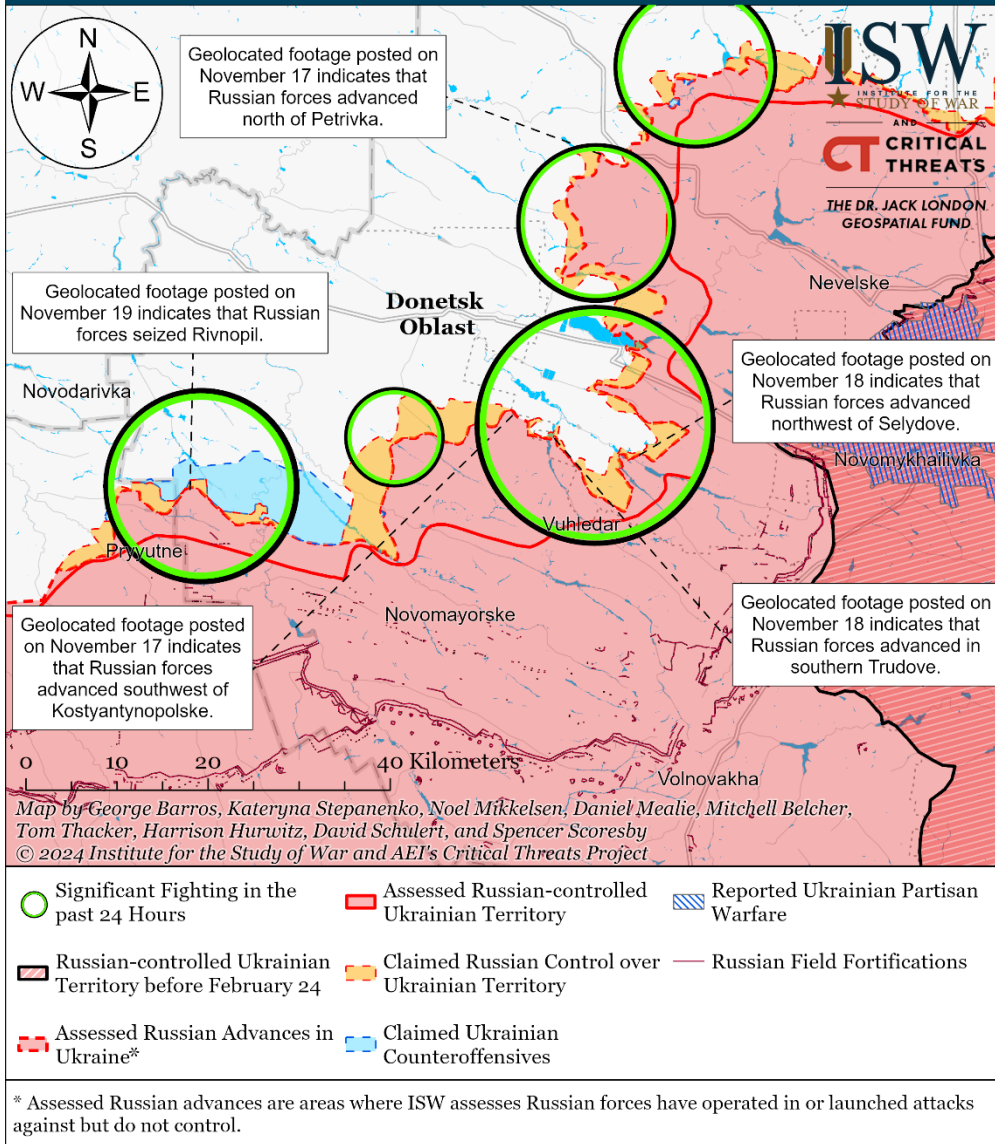 N
W
E
S
Geolocated footage posted on
November 17 indicates that
Russian forces advanced
north of Petrivka.
ISW
INSTITUTE FOR THE
STUDY OF WAR
AND
CT CRITICAL
THREATS
THE DR. JACK LONDON
GEOSPATIAL FUND
Nevelske
Geolocated footage posted on
November 19 indicates that Russian
forces seized Rivnopil.
Donetsk
Oblast
Novodarivka
Geolocated footage posted on
November 18 indicates that
Russian forces advanced
northwest of Selydove.
Novomykhailivka
Vuhledar
Pryvutne
Novomayorske
Geolocated footage posted
on November 17 indicates
that Russian forces
advanced southwest of
Kostyantynopolske.
Geolocated footage posted on
November 18 indicates that
Russian forces advanced in
southern Trudove.
0 10 20 40 Kilometers
Volnovakha
Map by George Barros, Kateryna Stepanenko, Noel Mikkelsen, Daniel Mealie, Mitchell Belcher,
Tom Thacker, Harrison Hurwitz, David Schulert, and Spencer Scoresby
© 2024 Institute for the Study of War and AEI's Critical Threats Project
Significant Fighting in the
past 24 Hours
Assessed Russian-controlled
Ukrainian Territory
Reported Ukrainian Partisan
Warfare
Russian-controlled Ukrainian
Territory before February 24
Claimed Russian Control over
Ukrainian Territory
Russian Field Fortifications
Assessed Russian Advances in
Ukraine*
Claimed Ukrainian
Counteroffensives
* Assessed Russian advances are areas where ISW assesses Russian forces have operated in or launched attacks
against but do not control.